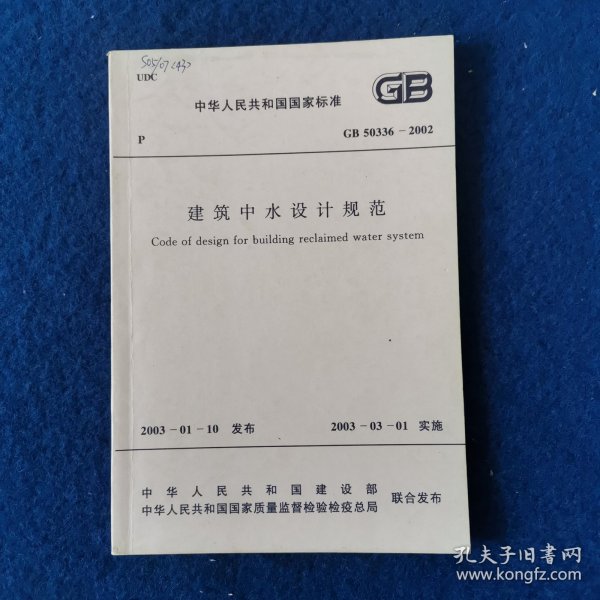 UDC
中华人民共和国国家标准
GB
P
GB 50336－2002
建筑中水设计规范
Code of design for building reclaimed water system
2003－01－10 发布
2003－03－01 实施
中华人民共和国建设部
中华人民共和国国家质量监督检验检疫总局
联合发布
孔夫子旧书网
www.kongfz.com